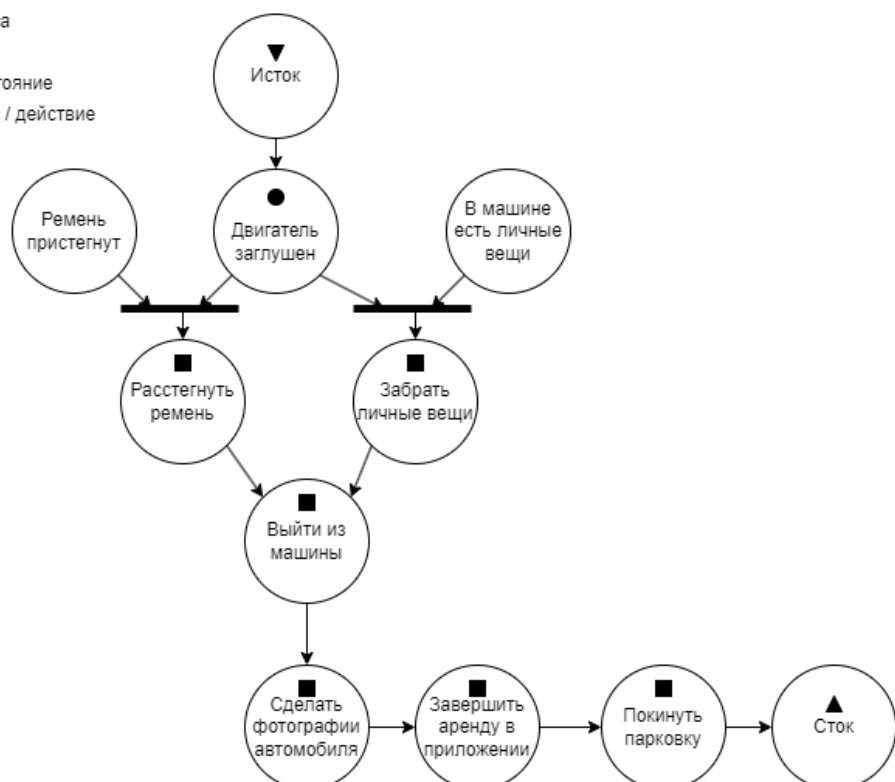 Исток
/ действие
Ремень
пристегнут
Двигатель
заглушен
В машине
есть личные
вещи
Расстегнуть
ремень
Забрать
личные вещи
Выйти из
машины
Сделать
фотографии
автомобиля
Завершить
аренду в
приложении
Покинуть
парковку
Сток